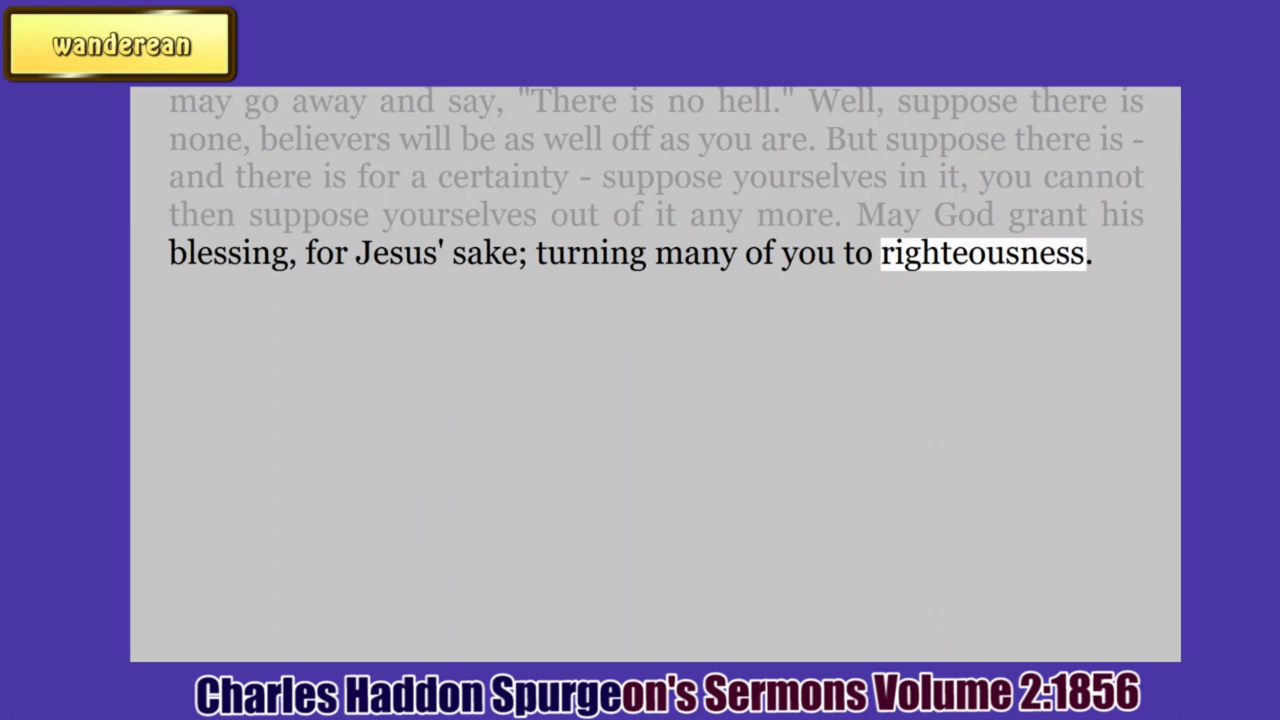 wanderean
may go away and say, "There is no hell." Well, suppose there is
none, believers will be as well off as you are. But suppose there is -
and there is for a certainty - suppose yourselves in it, you cannot
then suppose yourselves out of it any more. May God grant his
blessing, for Jesus' sake; turning many of you to righteousness.
Charles Haddon Spurgeon's Sermons Volume 2:1856